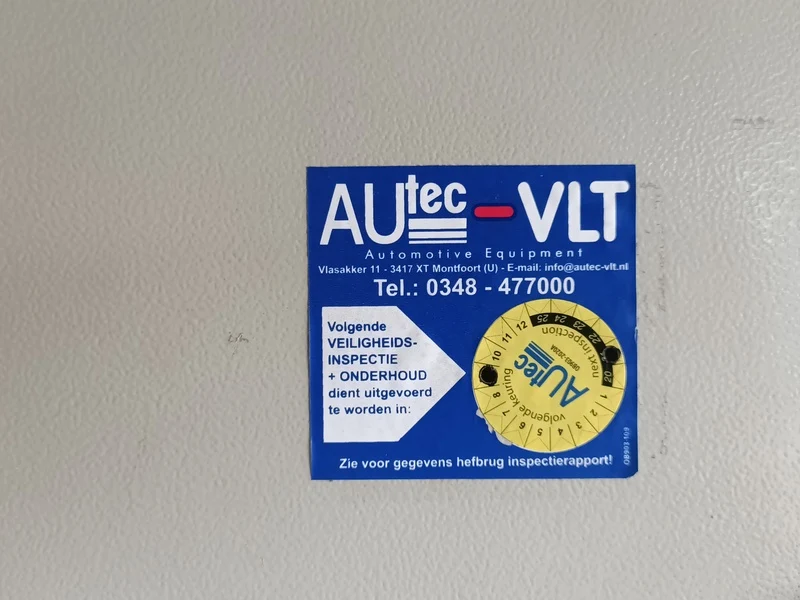 AUtec - VLT
Automotive Equipment
Vlasakker 11 - 3417 XT Montfoort (U) - E-mail: info@autec-vlt.nl
Tel.: 0348 - 477000
Volgende
VEILIGHEIDS-
INSPECTIE
+ ONDERHOUD
dient uitgevoerd
te worden in:
AUtec
volgende keuring
next inspection
1 2 3 4 5 6 7 8 10 11 12
20 22 23 24 25
Zie voor gegevens hefbrug inspectierapport!